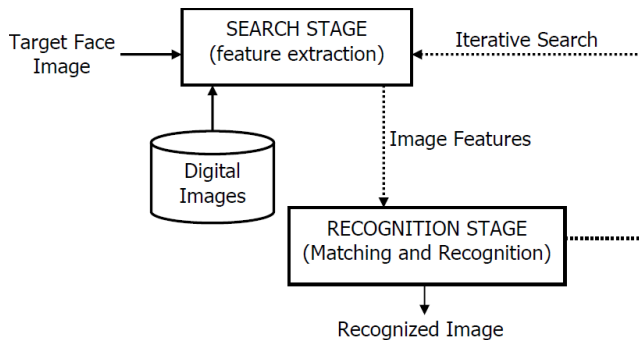 SEARCH STAGE
(feature extraction)
Target Face
Image
Iterative Search
Image Features
Digital
Images
RECOGNITION STAGE
(Matching and Recognition)
Recognized Image